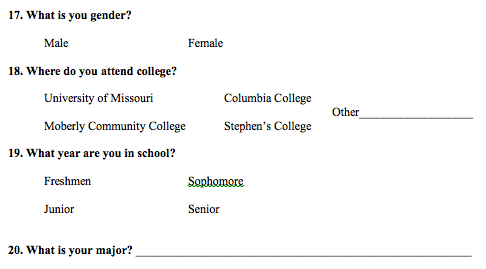 17. What is you gender?
Male Female
18. Where do you attend college?
University of Missouri Columbia College
Other____________________
Moberly Community College Stephen’s College
19. What year are you in school?
Freshmen Sophomore
Junior Senior
20. What is your major? ____________________________________________________________